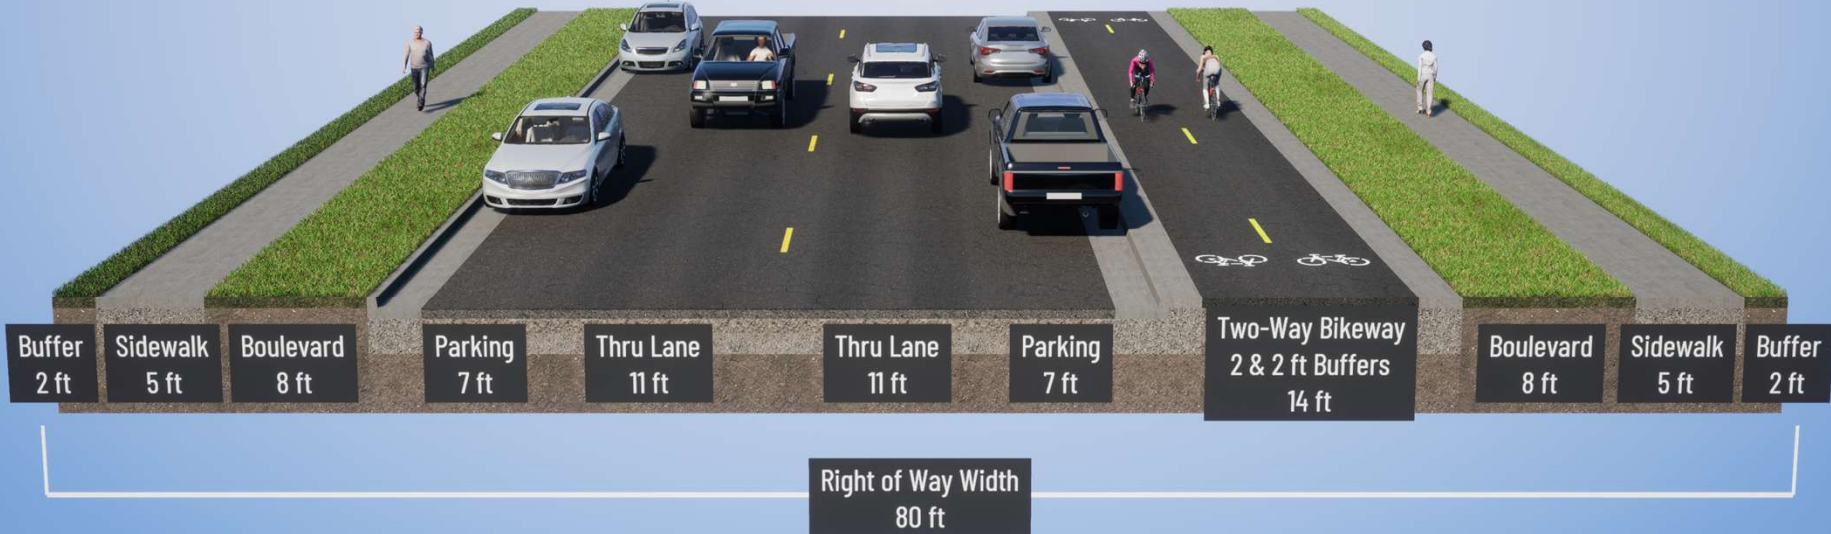 Buffer
2 ft
Sidewalk
5 ft
Boulevard
8 ft
Parking
7 ft
Thru Lane
11 ft
Thru Lane
11 ft
Parking
7 ft
Two-Way Bikeway
2 & 2 ft Buffers
14 ft
Boulevard
8 ft
Sidewalk
5 ft
Buffer
2 ft
Right of Way Width
80 ft